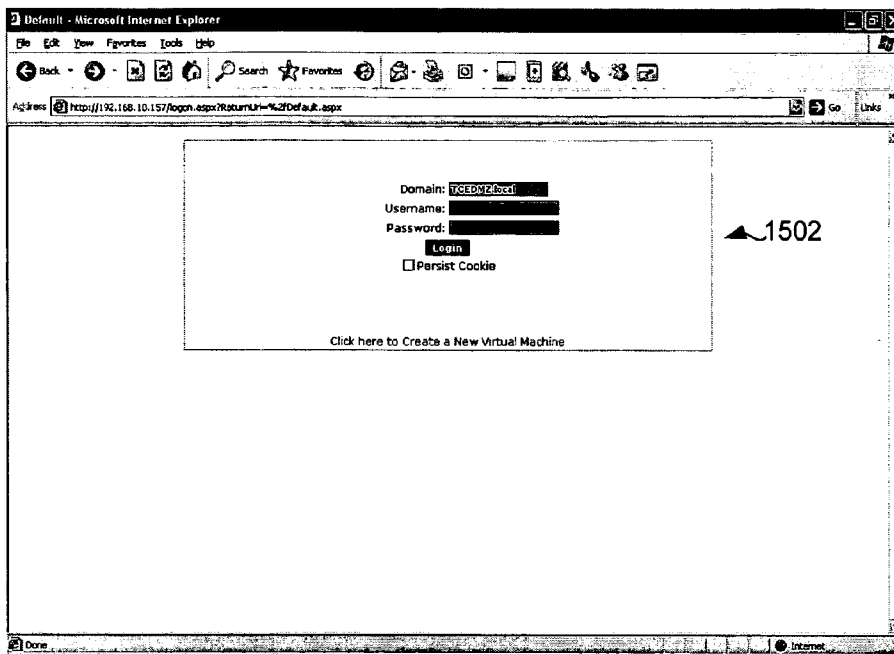 Default - Microsoft Internet Explorer
File Edit View Favorites Tools Help
Back Search Favorites
Address http://192.168.10.157/logon.aspx?ReturnUrl=%2fDefault.aspx Go Links
Domain: TCEDMZ.local
Username:
Password:
Login
Persist Cookie
Click here to Create a New Virtual Machine
1502
Done Internet